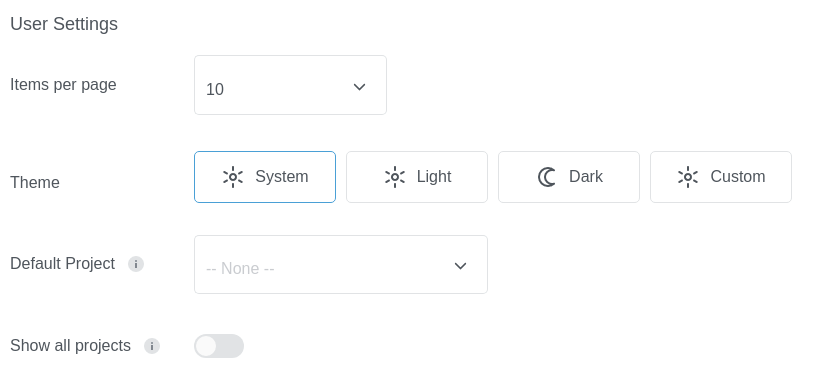 User Settings
Items per page
10
Theme
System
Light
Dark
Custom
Default Project
-- None --
Show all projects